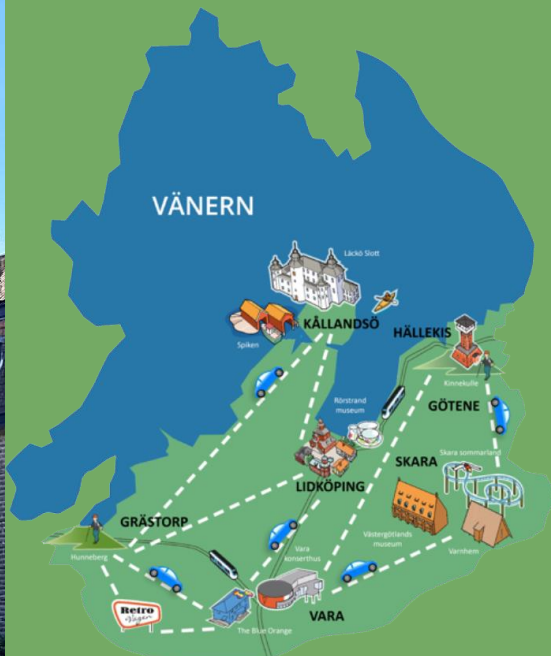 VÄNERN
Läckö Slott
KÅLLANDSÖ
Spiken
HÄLLEKIS
Kinnekulle
Rörstrand
museum
GÖTENE
SKARA
Skara sommarland
LIDKÖPING
GRÄSTORP
Hunneberg
Västergötlands
museum
Varnhem
Vara
konserthus
Retro
Vägen
The Blue Orange
VARA